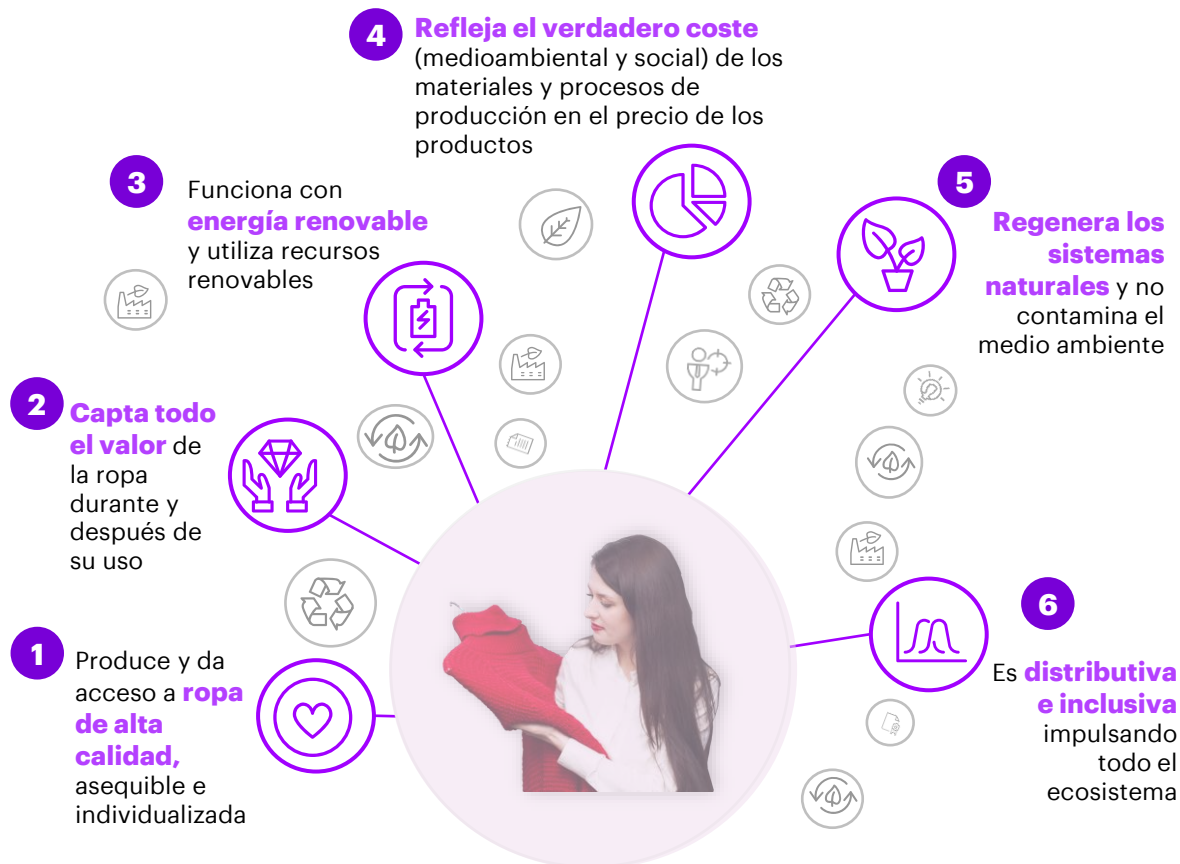 1
Produce y da
acceso a ropa
de alta
calidad,
asequible e
individualizada
2
Capta todo
el valor de
la ropa
durante y
después de
su uso
3
Funciona con
energía renovable
y utiliza recursos
renovables
4
Refleja el verdadero coste
(medioambiental y social) de los
materiales y procesos de
producción en el precio de los
productos
5
Regenera los
sistemas
naturales y no
contamina el
medio ambiente
6
Es distributiva
e inclusiva
impulsando
todo el
ecosistema